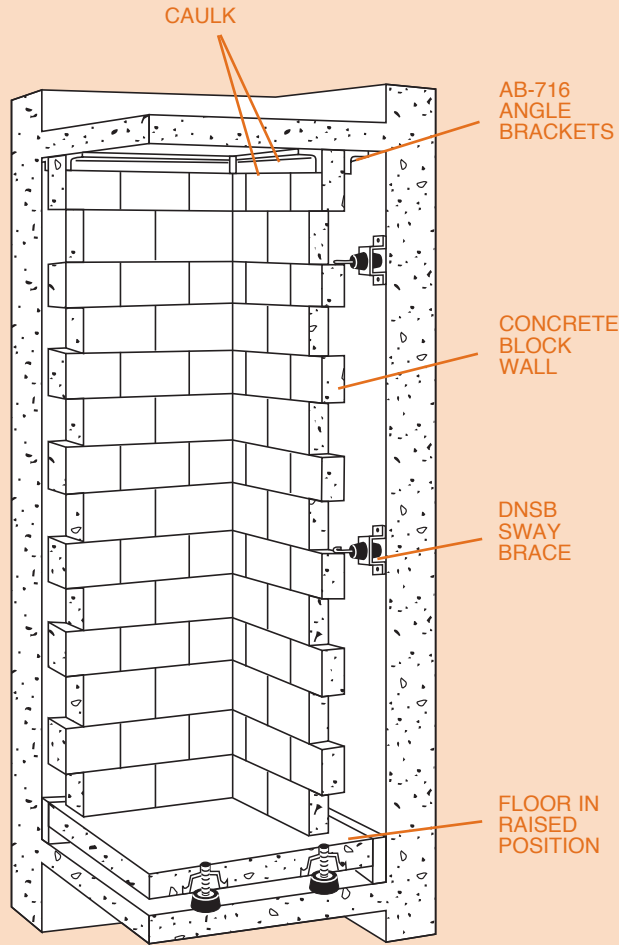 CAULK
AB-716
ANGLE
BRACKETS
CONCRETE
BLOCK
WALL
DNSB
SWAY
BRACE
FLOOR IN
RAISED
POSITION